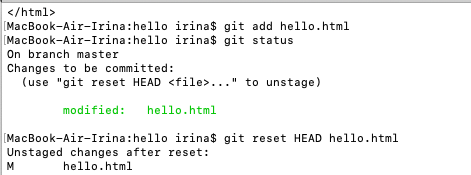 </html>
[MacBook-Air-Irina:hello irina$ git add hello.html
[MacBook-Air-Irina:hello irina$ git status
On branch master
Changes to be committed:
  (use "git reset HEAD <file>..." to unstage)
        modified:   hello.html
[MacBook-Air-Irina:hello irina$ git reset HEAD hello.html
Unstaged changes after reset:
M       hello.html